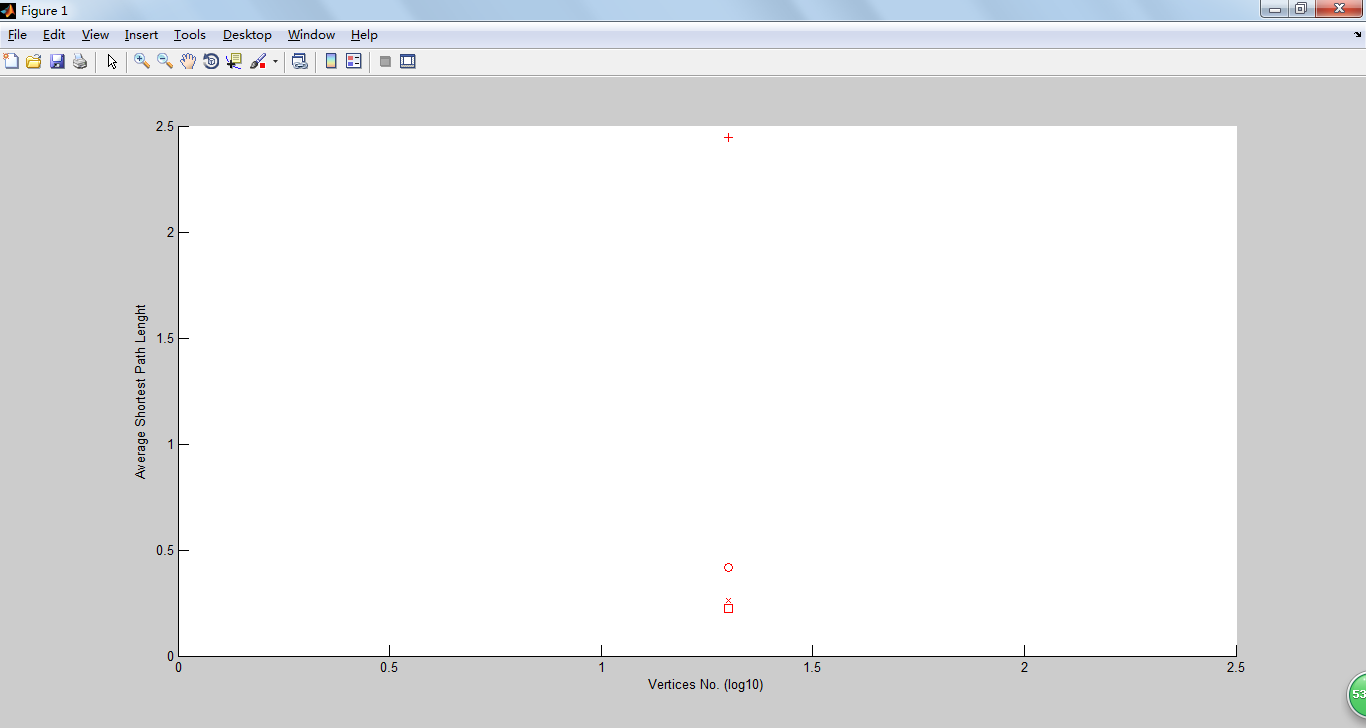 Figure 1
File Edit View Insert Tools Desktop Window Help
2.5
2
1.5
1
0.5
0
Average Shortest Path Lenght
0 0.5 1 1.5 2 2.5
Vertices No. (log10)
53